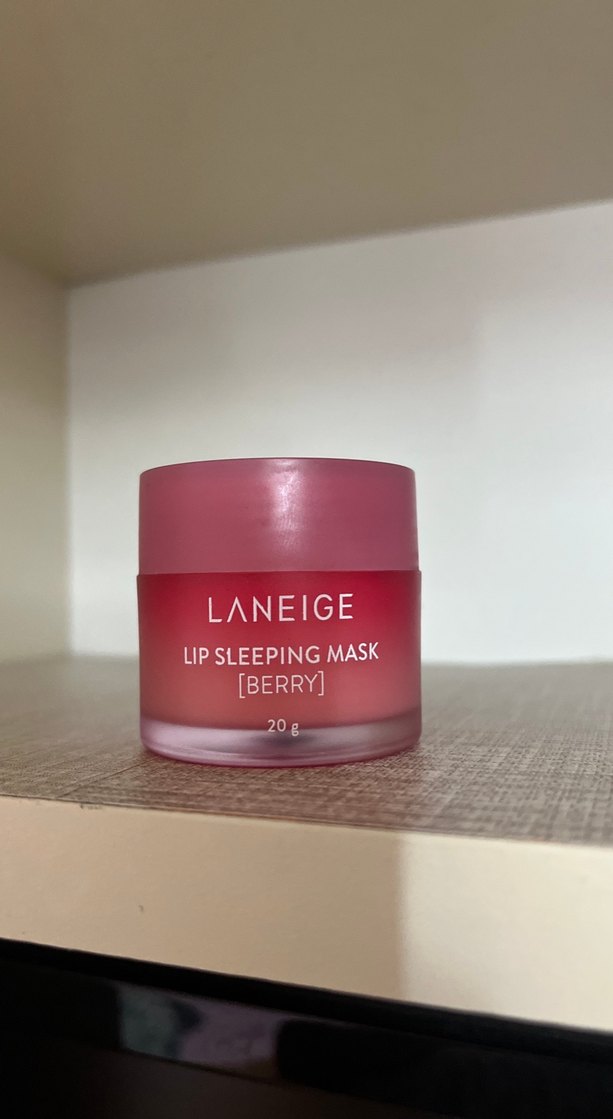 LANEIGE
LIP SLEEPING MASK
[BERRY]
20 g